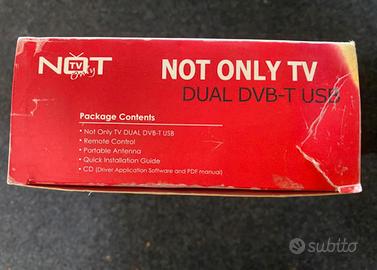 NOT
TV
Only
NOT ONLY TV
DUAL DVB-T USB
Package Contents
• Not Only TV DUAL DVB-T USB
• Remote Control
• Portable Antenna
• Quick Installation Guide
• CD (Driver Application Software and PDF manual)
subito